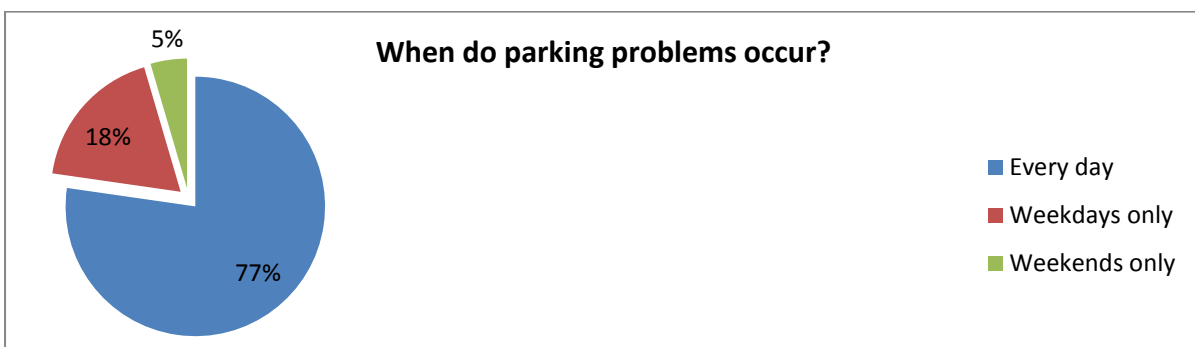 When do parking problems occur?
5%
18%
77%
Every day
Weekdays only
Weekends only